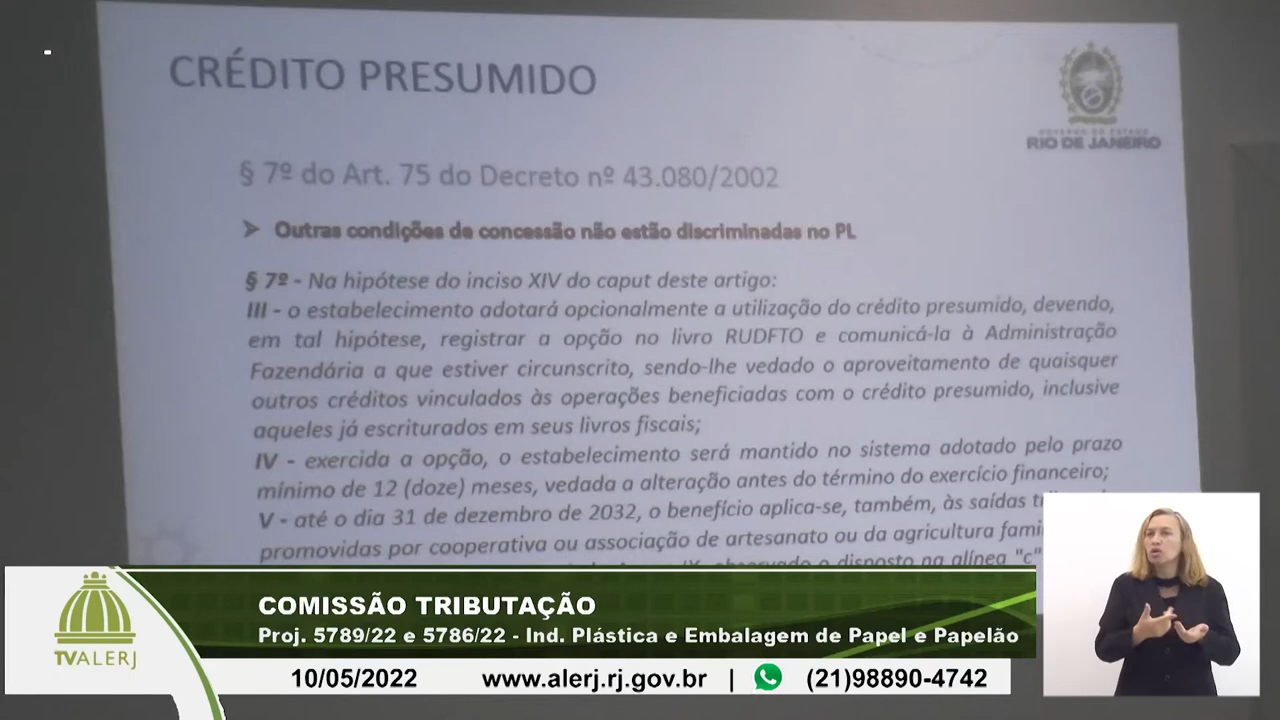 CRÉDITO PRESUMIDO
GOVERNO DO ESTADO
RIO DE JANEIRO
§ 7º do Art. 75 do Decreto nº 43.080/2002
➤ Outras condições de concessão não estão discriminadas no PL
§ 7º - Na hipótese do inciso XIV do caput deste artigo:
III - o estabelecimento adotará opcionalmente a utilização do crédito presumido, devendo,
em tal hipótese, registrar a opção no livro RUDFTO e comunicá-la à Administração
Fazendária a que estiver circunscrito, sendo-lhe vedado o aproveitamento de quaisquer
outros créditos vinculados às operações beneficiadas com o crédito presumido, inclusive
aqueles já escriturados em seus livros fiscais;
IV - exercida a opção, o estabelecimento será mantido no sistema adotado pelo prazo
mínimo de 12 (doze) meses, vedada a alteração antes do término do exercício financeiro;
V - até o dia 31 de dezembro de 2032, o benefício aplica-se, também, às saídas
promovidas por cooperativa ou associação de artesanato ou da agricultura
IX, observado o disposto na alínea "c"
COMISSÃO TRIBUTAÇÃO
Proj. 5789/22 e 5786/22 - Ind. Plástica e Embalagem de Papel e Papelão
TVALERJ
10/05/2022 www.alerj.rj.gov.br | (21)98890-4742